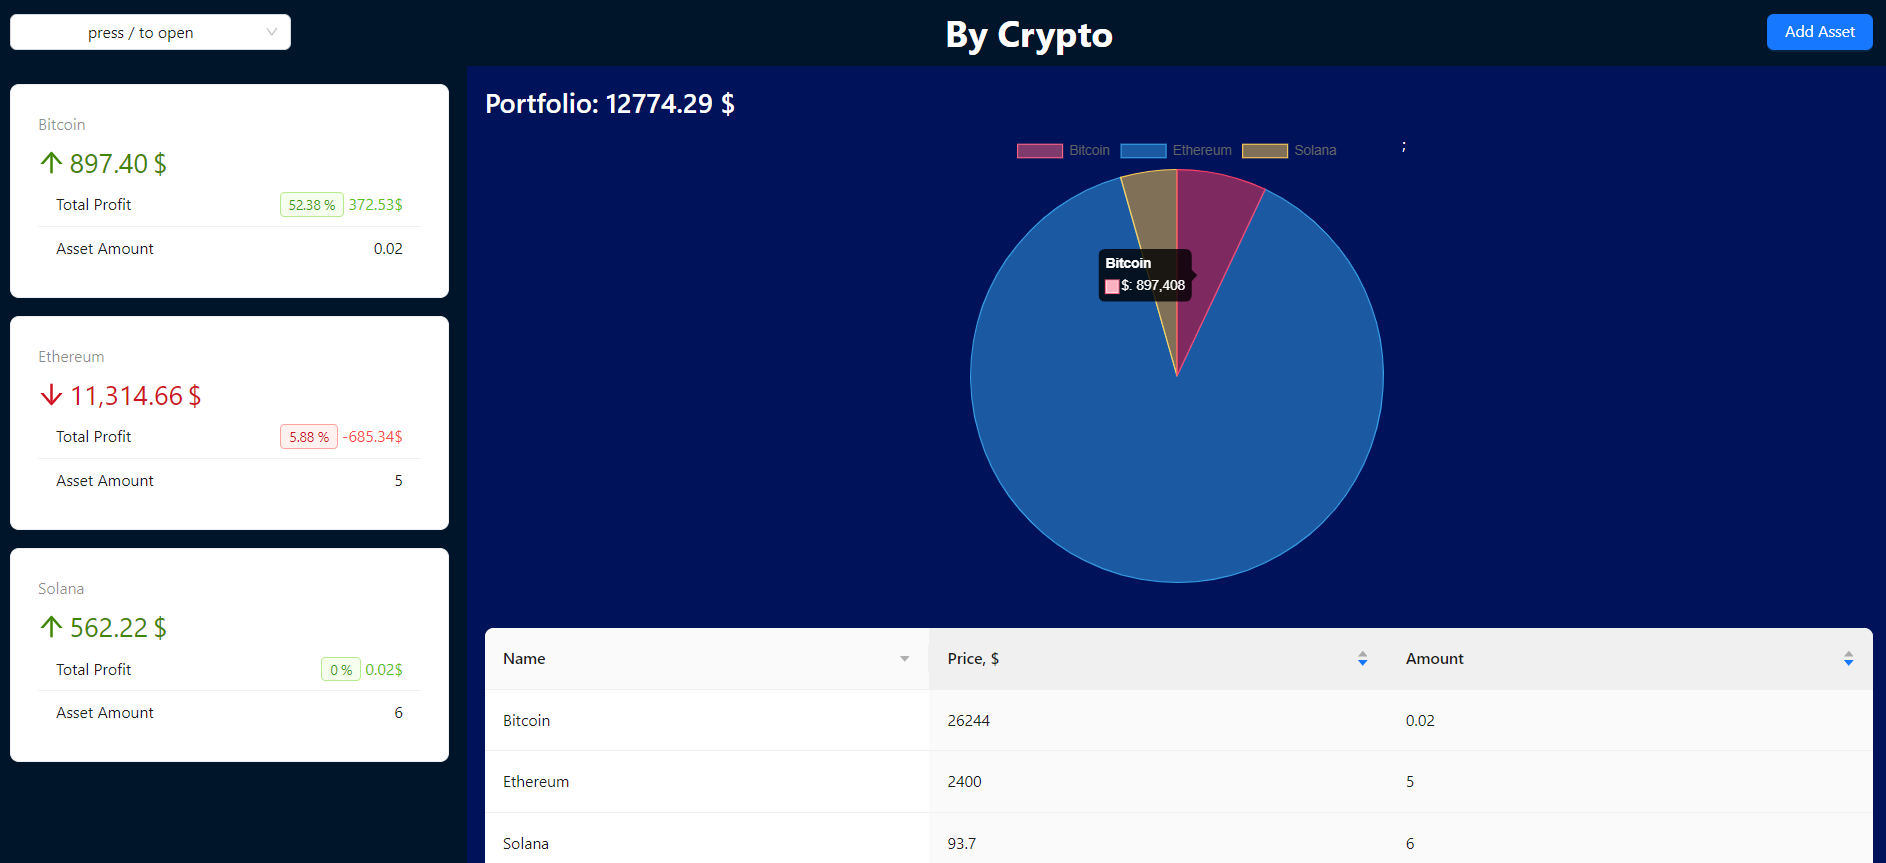 press / to open
By Crypto
Add Asset
Bitcoin
897.40 $
Total Profit 52.38 % 372.53$
Asset Amount 0.02
Ethereum
11,314.66 $
Total Profit 5.88 % -685.34$
Asset Amount 5
Solana
562.22 $
Total Profit 0 % 0.02$
Asset Amount 6
Portfolio: 12774.29 $
Bitcoin Ethereum Solana ;
Bitcoin
$: 897,408
Name Price, $ Amount
Bitcoin 26244 0.02
Ethereum 2400 5
Solana 93.7 6